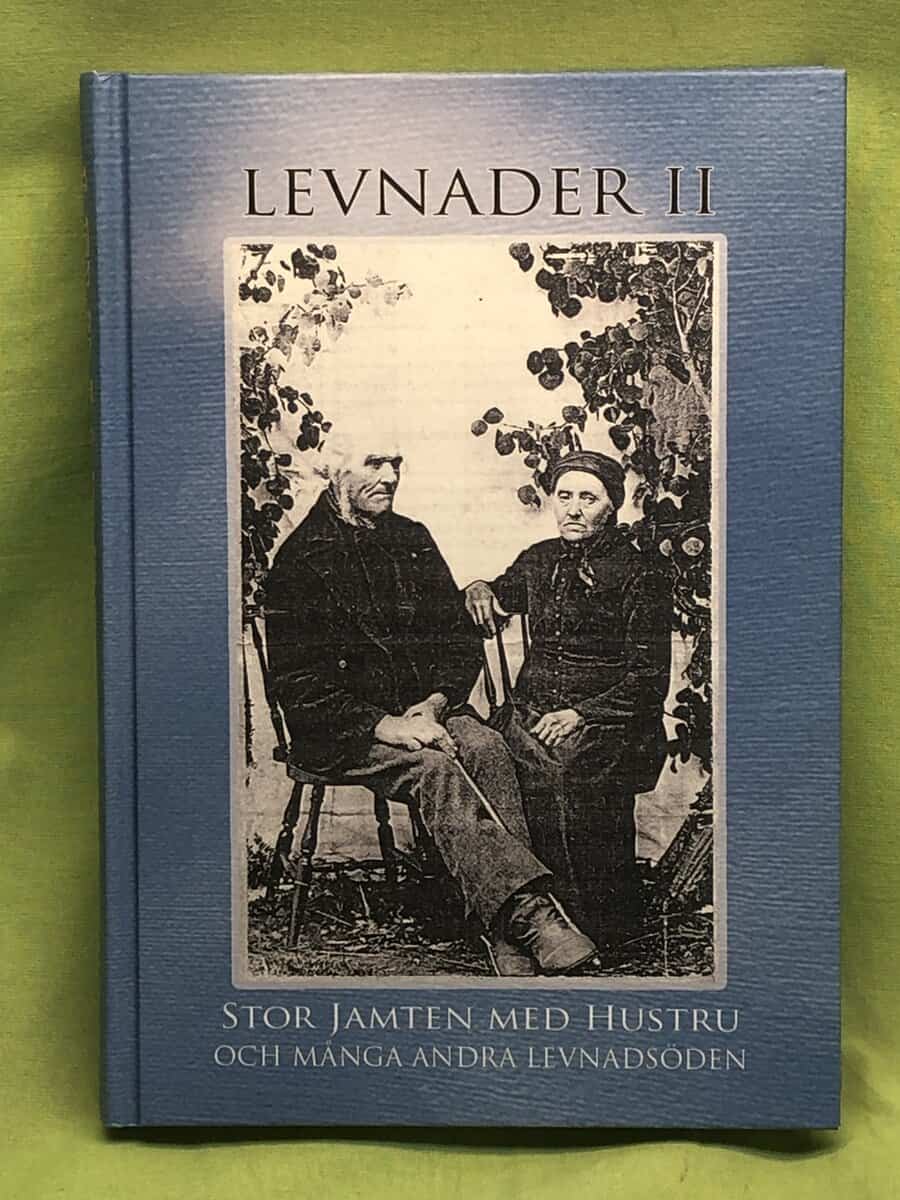 LEVNADER II
STOR JAMTEN MED HUSTRU
OCH MÅNGA ANDRA LEVNADSÖDEN